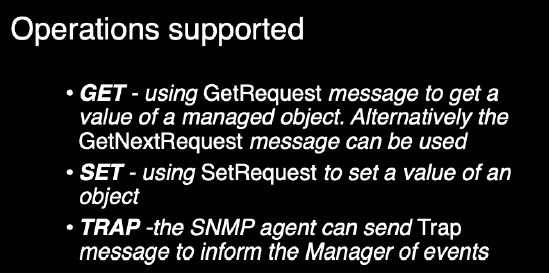 Operations supported
• GET - using GetRequest message to get a
value of a managed object. Alternatively the
GetNextRequest message can be used
• SET - using SetRequest to set a value of an
object
• TRAP -the SNMP agent can send Trap
message to inform the Manager of events